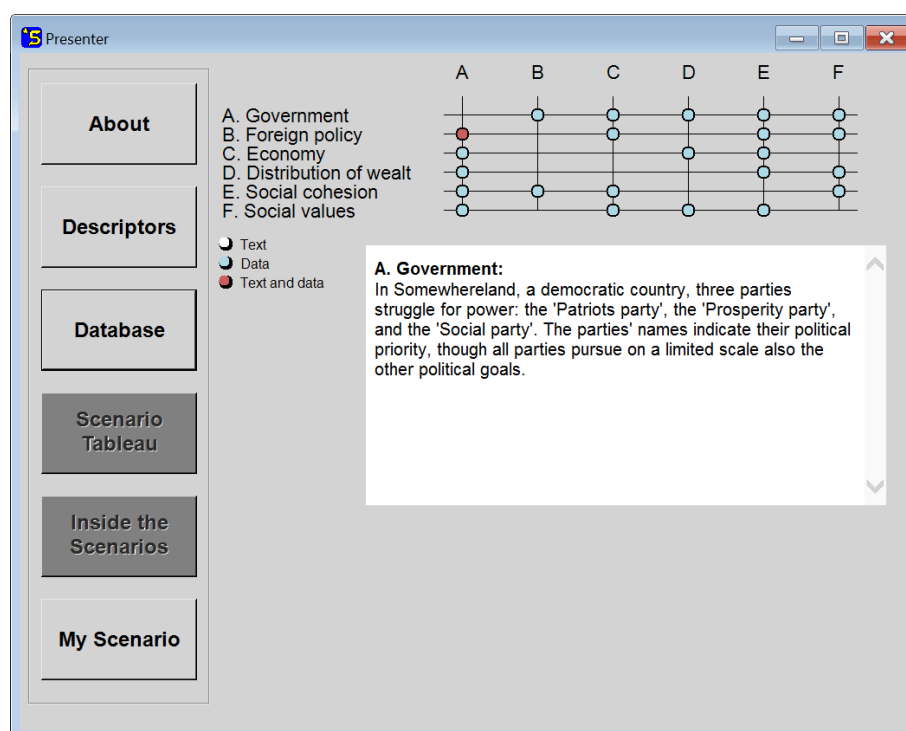 Presenter
About
Descriptors
Database
Scenario
Tableau
Inside the
Scenarios
My Scenario
A B C D E F
A. Government
B. Foreign policy
C. Economy
D. Distribution of wealt
E. Social cohesion
F. Social values
Text
Data
Text and data
A. Government:
In Somewhereland, a democratic country, three parties
struggle for power: the 'Patriots party', the 'Prosperity party',
and the 'Social party'. The parties' names indicate their political
priority, though all parties pursue on a limited scale also the
other political goals.